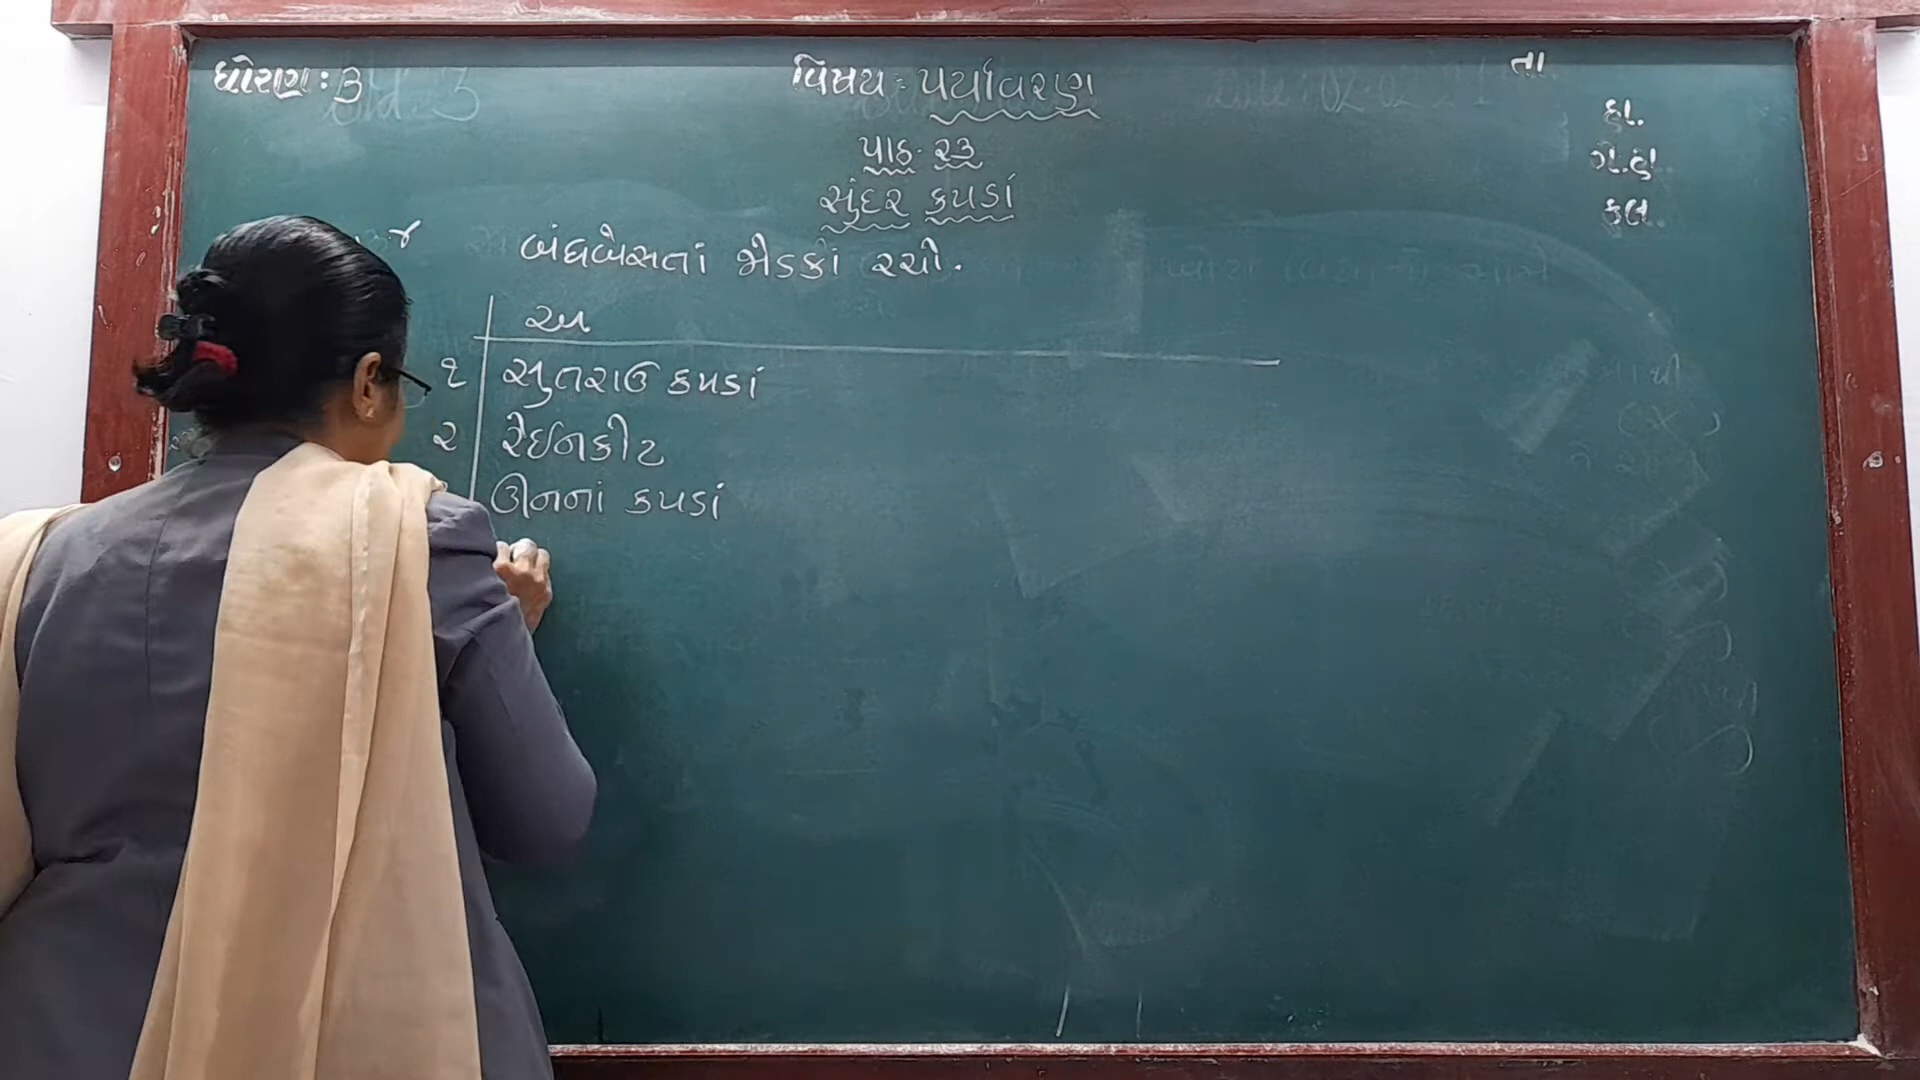 ધોરણ : 3
વિષય : પર્યાવરણ
તા
હા.
ગે.હા.
કુલ.
પાઠ - ૨૩
સુંદર કપડાં
૪ બંધબેસતાં જોડકાં રચો.
અ
૧ સુતરાઉ કપડાં
૨ રેઈનકોટ
ઊનનાં કપડાં